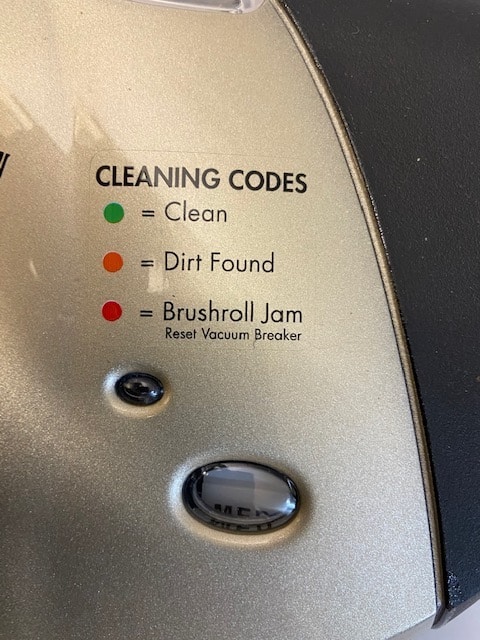 CLEANING CODES
= Clean
= Dirt Found
= Brushroll Jam
Reset Vacuum Breaker